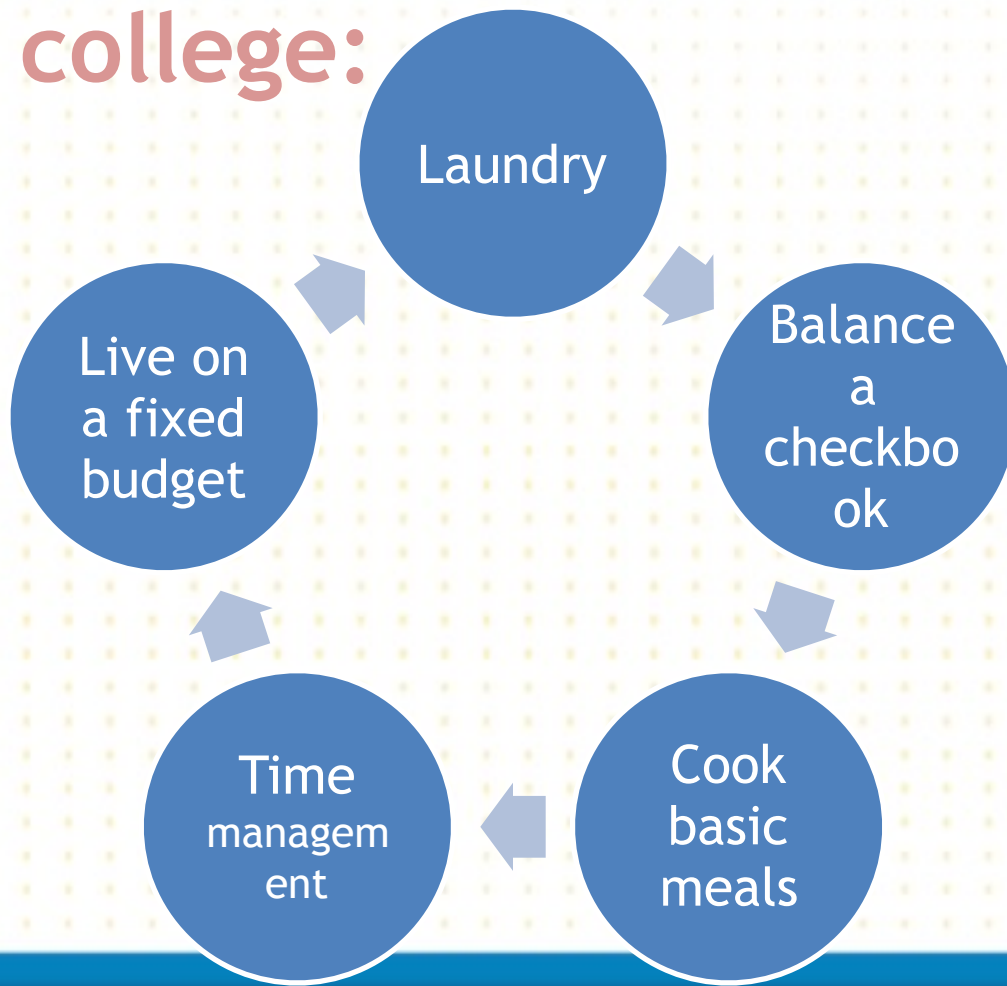 college:
Laundry
Balance
a
checkbo
ok
Cook
basic
meals
Time
managem
ent
Live on
a fixed
budget